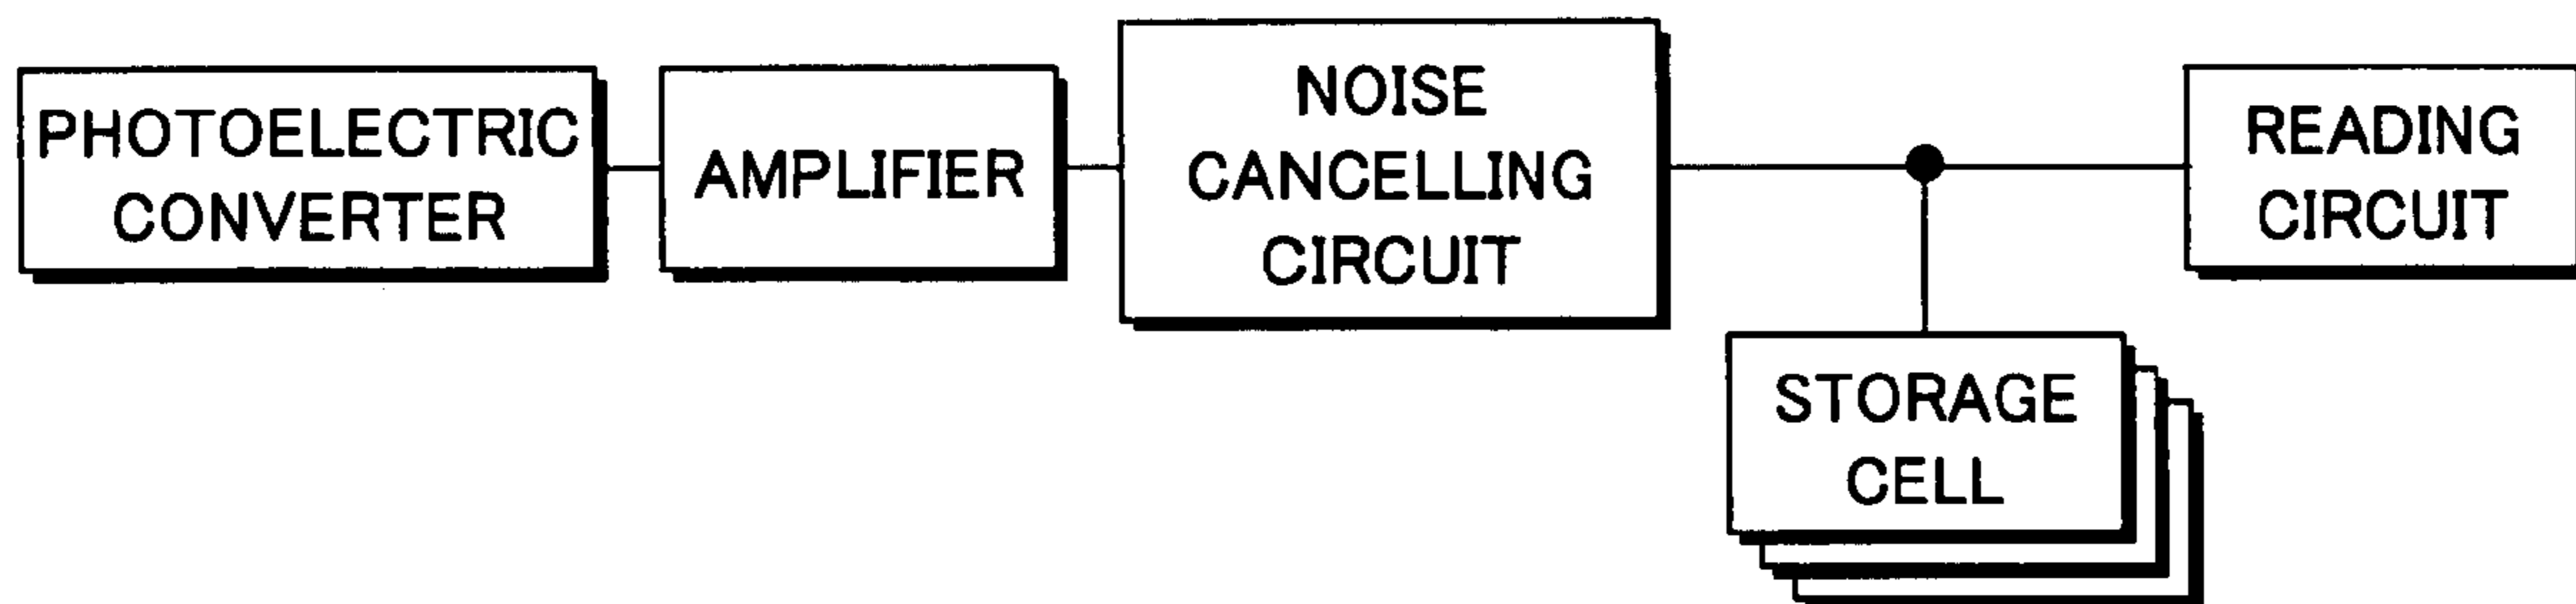 PHOTOELECTRIC
CONVERTER
AMPLIFIER
NOISE
CANCELLING
CIRCUIT
READING
CIRCUIT
STORAGE
CELL